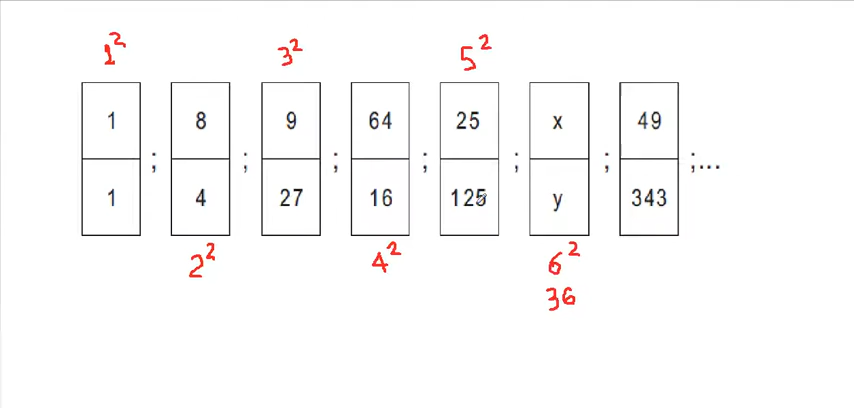 1² 3² 5²
1 8 9 64 25 x 49
; ; ; ; ; ; ;...
1 4 27 16 125 y 343
2² 4² 6²
36